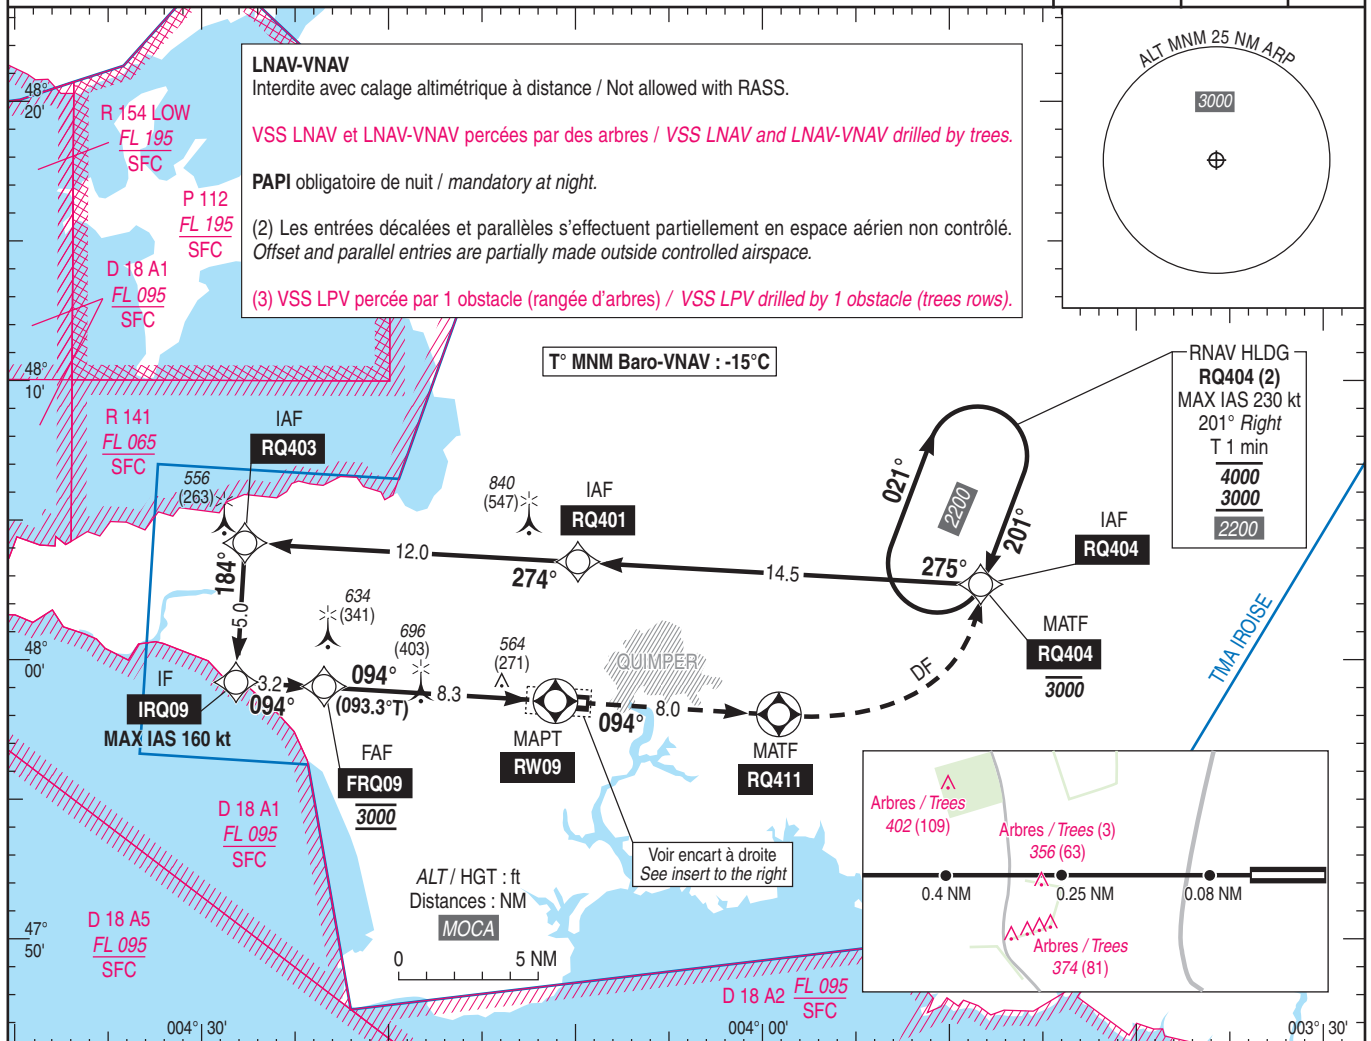 LNAV-VNAV
Interdite avec calage altimétrique à distance / Not allowed with RASS.
VSS LNAV et LNAV-VNAV percées par des arbres / VSS LNAV and LNAV-VNAV drilled by trees.
PAPI obligatoire de nuit / mandatory at night.
(2) Les entrées décalées et parallèles s'effectuent partiellement en espace aérien non contrôlé.
Offset and parallel entries are partially made outside controlled airspace.
(3) VSS LPV percée par 1 obstacle (rangée d'arbres) / VSS LPV drilled by 1 obstacle (trees rows).
ALT MNM 25 NM ARP
3000
48°
20'
R 154 LOW
FL 195
SFC
P 112
FL 195
SFC
D 18 A1
FL 095
SFC
T° MNM Baro-VNAV : -15°C
48°
10'
R 141
FL 065
SFC
IAF
RQ403
556
(263)
840
(547)
IAF
RQ401
RNAV HLDG
RQ404 (2)
MAX IAS 230 kt
201° Right
T 1 min
4000
3000
2200
021°
2200
201°
IAF
RQ404
12.0
274°
14.5
275°
184°
5.0
634
(341)
696
(403)
564
(271)
QUIMPER
MATF
RQ404
3000
DF
TMA IROISE
48°
00'
IF
IRQ09
MAX IAS 160 kt
3.2
094°
094°
(093.3°T)
8.3
094°
8.0
FAF
FRQ09
3000
MAPT
RW09
MATF
RQ411
D 18 A1
FL 095
SFC
Voir encart à droite
See insert to the right
Arbres / Trees
402 (109)
Arbres / Trees (3)
356 (63)
0.4 NM
0.25 NM
0.08 NM
Arbres / Trees
374 (81)
ALT / HGT : ft
Distances : NM
MOCA
0
5 NM
D 18 A5
FL 095
SFC
47°
50'
D 18 A2
FL 095
SFC
004° 30'
004° 00'
003° 30'